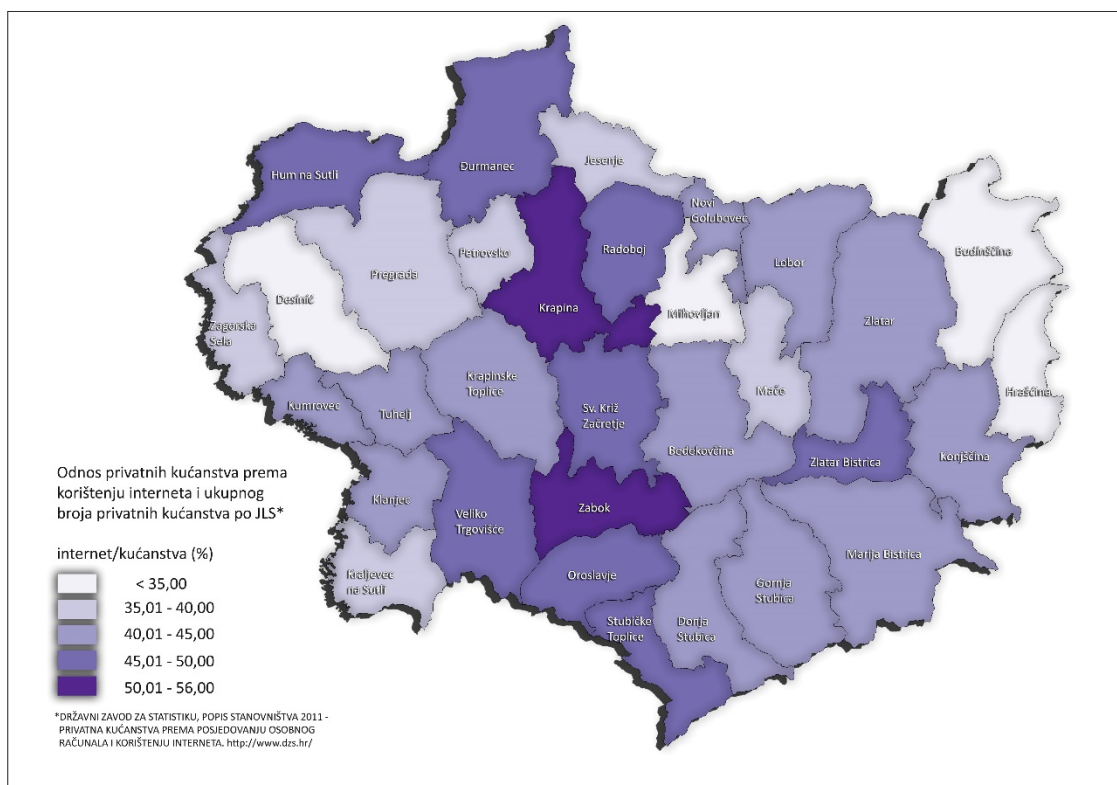 Hum na Sutli
Đurmanec
Jesenje
Novi
Golubovec
Desinić
Pregrada
Petrovsko
Krapina
Radoboj
Mihovljan
Lobor
Zlatar
Budinščina
Hrašćina
Zagorska
Sela
Kumrovec
Tuhelj
Krapinske
Toplice
Sv. Križ
Začretje
Mače
Bedekovčina
Zlatar Bistrica
Konjščina
Klanjec
Veliko
Trgovišće
Zabok
Kraljevec
na Sutli
Oroslavje
Stubičke
Toplice
Donja
Stubica
Gornja
Stubica
Marija Bistrica
Odnos privatnih kućanstva prema
korištenju interneta i ukupnog
broja privatnih kućanstva po JLS*
internet/kućanstva (%)
< 35,00
35,01 - 40,00
40,01 - 45,00
45,01 - 50,00
50,01 - 56,00
*DRŽAVNI ZAVOD ZA STATISTIKU, POPIS STANOVNIŠTVA 2011 -
PRIVATNA KUĆANSTVA PREMA POSJEDOVANJU OSOBNOG
RAČUNALA I KORIŠTENJU INTERNETA. http://www.dzs.hr/